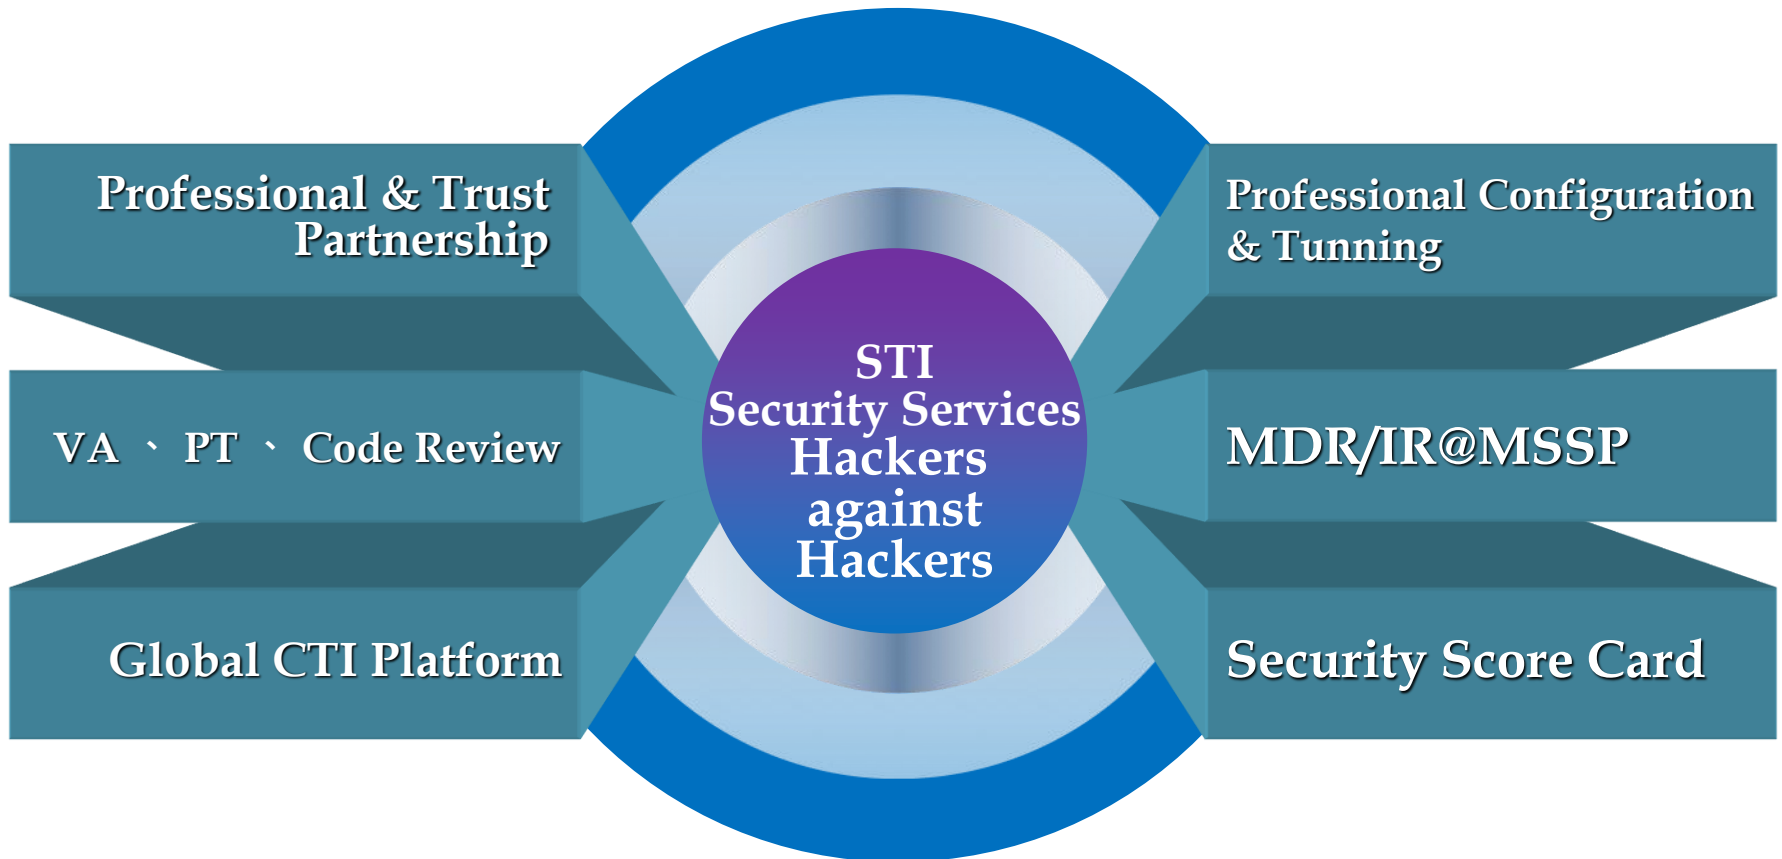 Professional & Trust
Partnership
VA 、 PT 、 Code Review
Global CTI Platform
STI
Security Services
Hackers
against
Hackers
Professional Configuration
& Tunning
MDR/IR@MSSP
Security Score Card